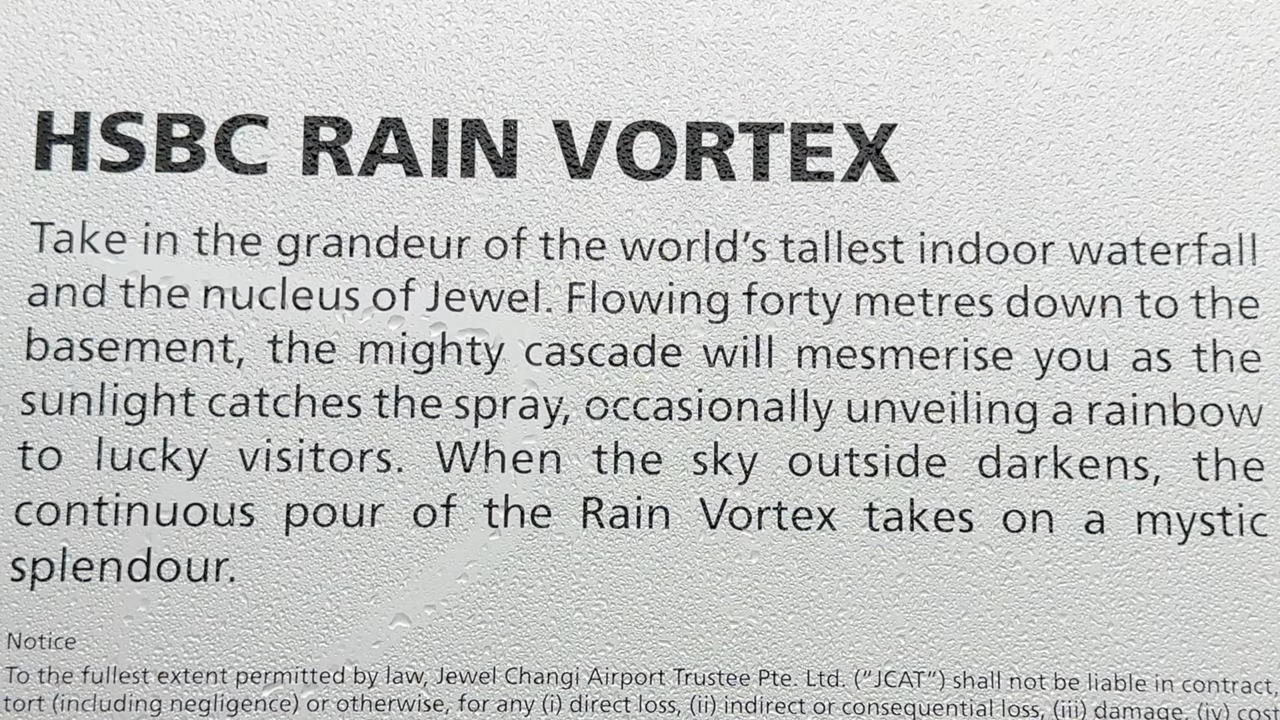 HSBC RAIN VORTEX
Take in the grandeur of the world's tallest indoor waterfall
and the nucleus of Jewel. Flowing forty metres down to the
basement, the mighty cascade will mesmerise you as the
sunlight catches the spray, occasionally unveiling a rainbow
to lucky visitors. When the sky outside darkens, the
continuous pour of the Rain Vortex takes on a mystic
splendour.
Notice
To the fullest extent permitted by law, Jewel Changi Airport Trustee Pte. Ltd. ("JCAT") shall not be liable in contract,
tort (including negligence) or otherwise, for any (i) direct loss, (ii) indirect or consequential loss, (iii) damage, (iv) cost